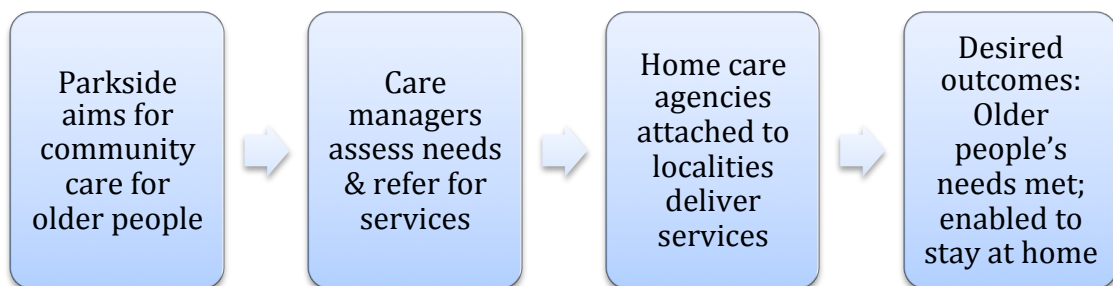 Parkside
aims for
community
care for
older people
Care
managers
assess needs
& refer for
services
Home care
agencies
attached to
localities
deliver
services
Desired
outcomes:
Older
people’s
needs met;
enabled to
stay at home